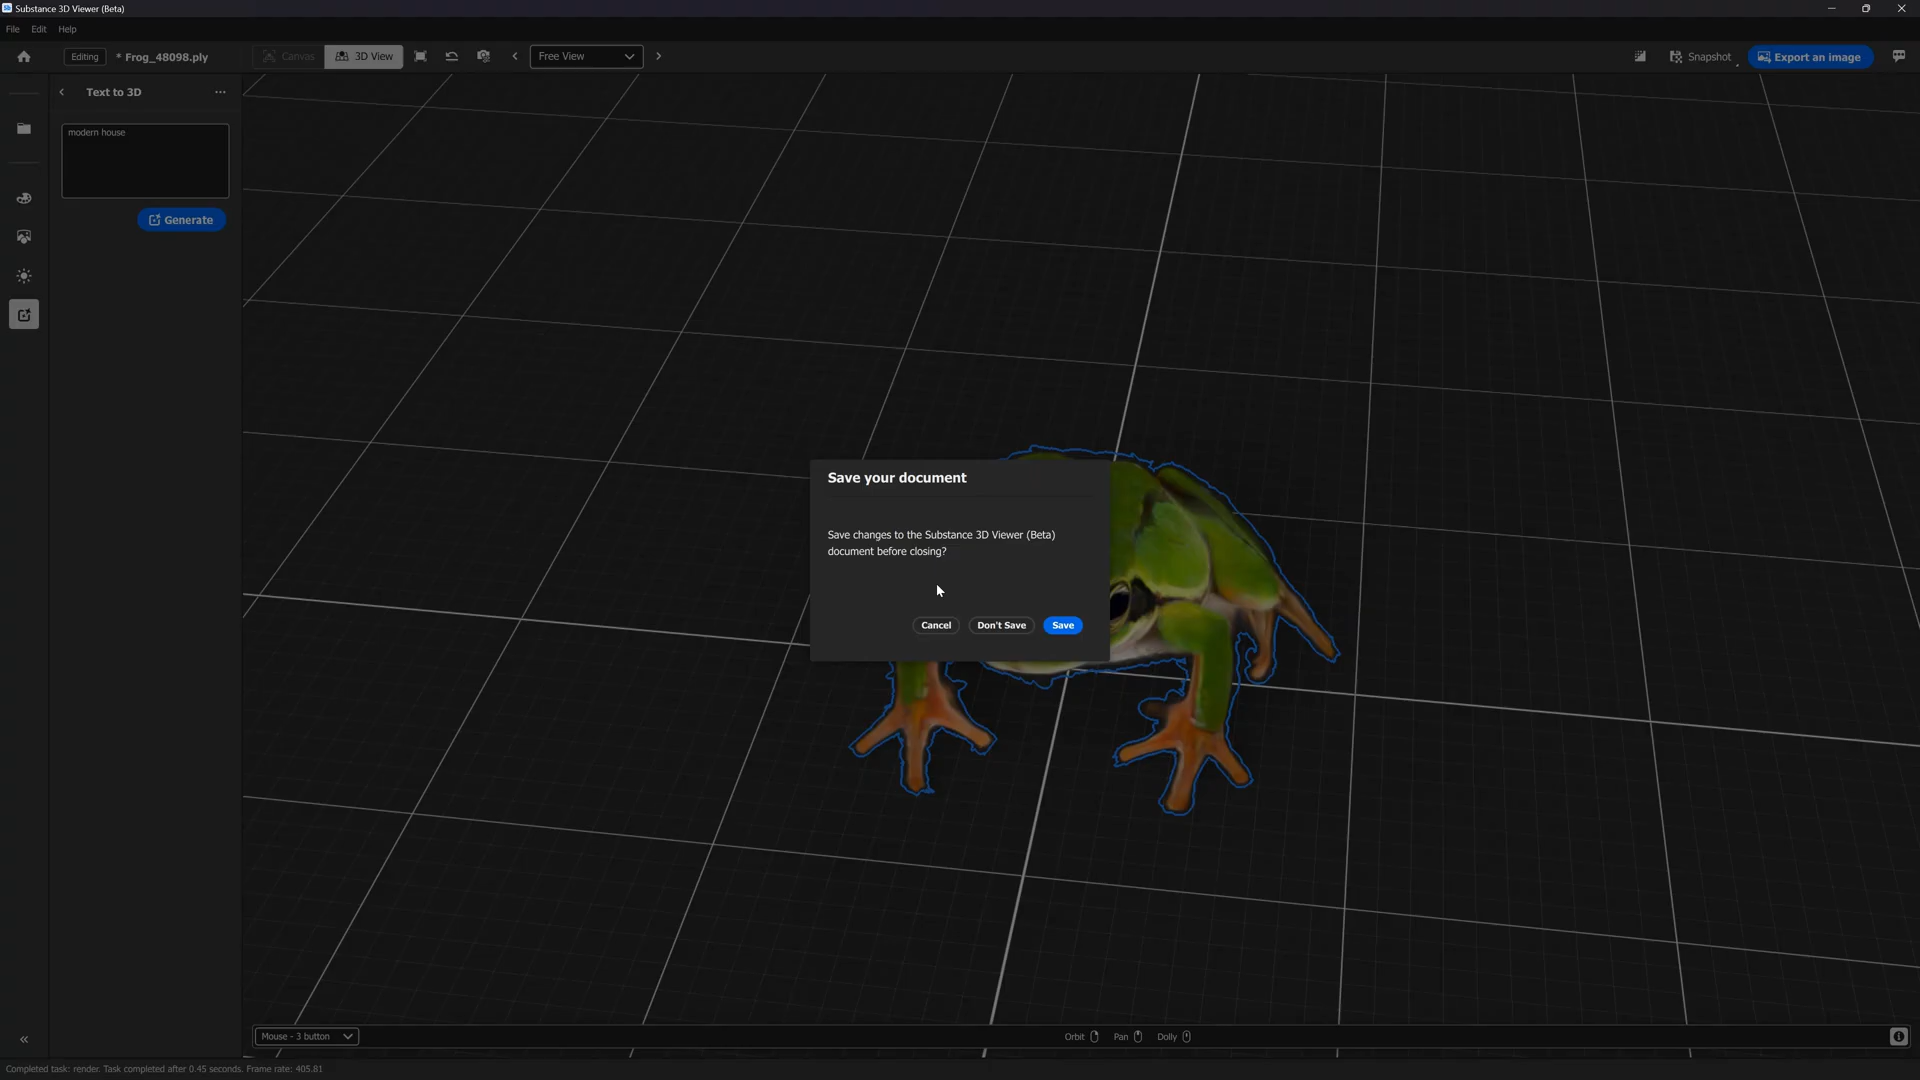 Substance 3D Viewer (Beta)
File Edit Help
Editing * Frog_48098.ply Canvas 3D View Free View Snapshot Export an image
Text to 3D
modern house
Generate
Save your document
Save changes to the Substance 3D Viewer (Beta)
document before closing?
Cancel Don't Save Save
Mouse - 3 button Orbit Pan Dolly
Completed task: render. Task completed after 0.45 seconds. Frame rate: 405.81